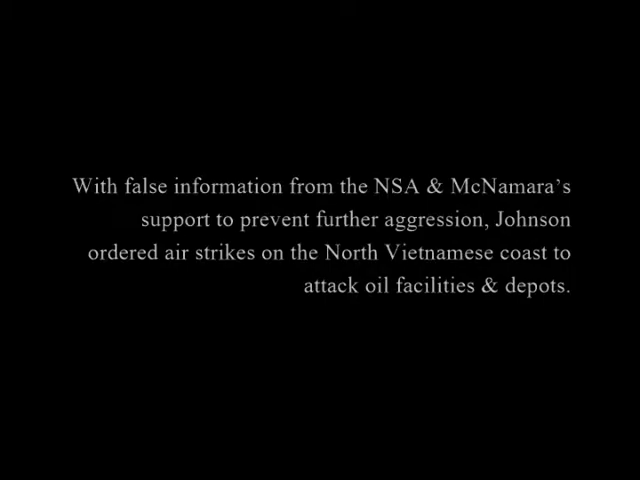 With false information from the NSA & McNamara’s
support to prevent further aggression, Johnson
ordered air strikes on the North Vietnamese coast to
attack oil facilities & depots.